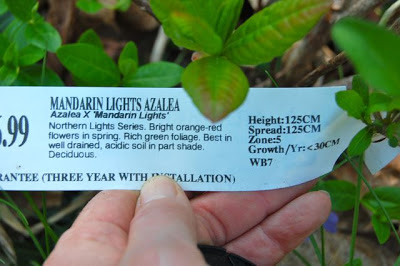 MANDARIN LIGHTS AZALEA
Azalea X 'Mandarin Lights'
5.99
Northern Lights Series. Bright orange-red
flowers in spring. Rich green foliage. Best in
well drained, acidic soil in part shade.
Deciduous.
Height:125CM
Spread:125CM
Zone:5
Growth/Yr:<30CM
WB7
RANTEE (THREE YEAR WITH INSTALLATION)